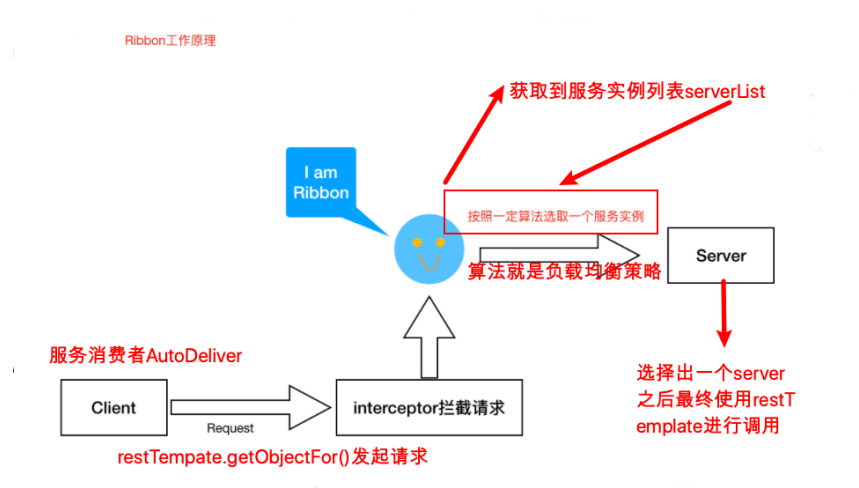 Ribbon工作原理
获取到服务实例列表serverList
I am
Ribbon
按照一定算法选取一个服务实例
Server
算法就是负载均衡策略
服务消费者AutoDeliver
选择出一个server
之后最终使用restT
emplate进行调用
Client
Request
interceptor拦截请求
restTempate.getObjectFor()发起请求